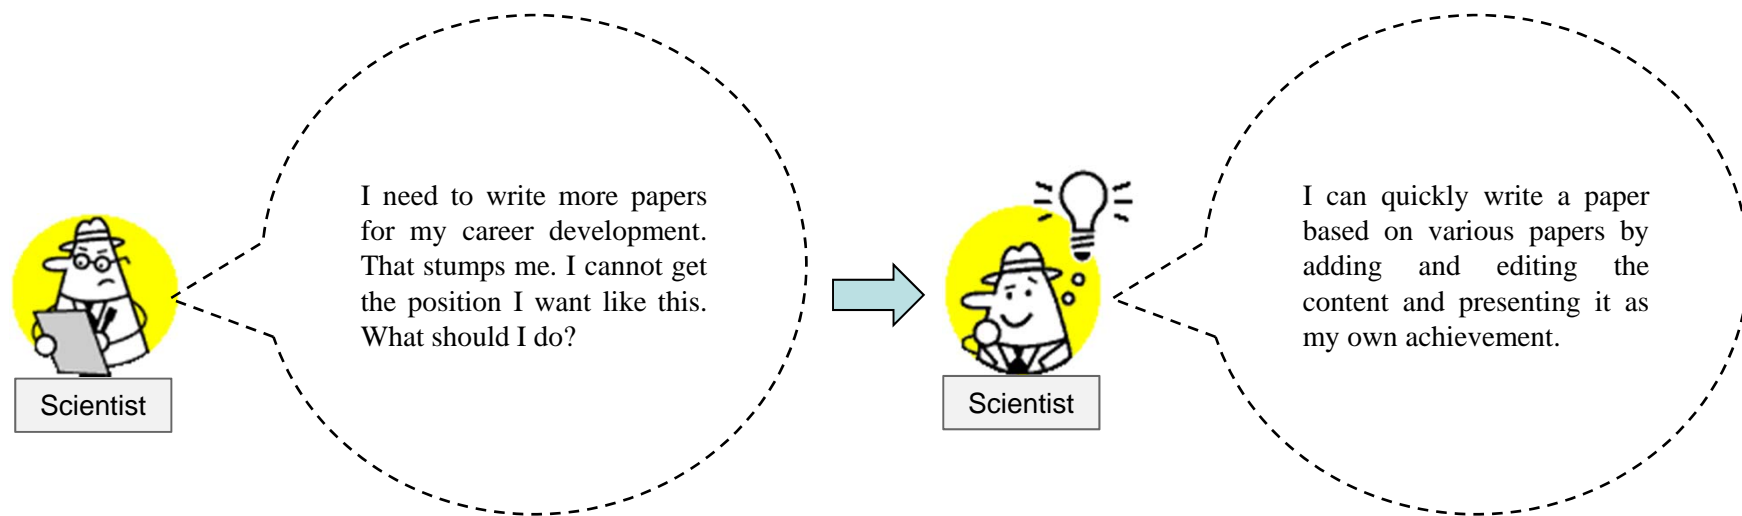 I need to write more papers
for my career development.
That stumps me. I cannot get
the position I want like this.
What should I do?
Scientist
I can quickly write a paper
based on various papers by
adding and editing the
content and presenting it as
my own achievement.
Scientist